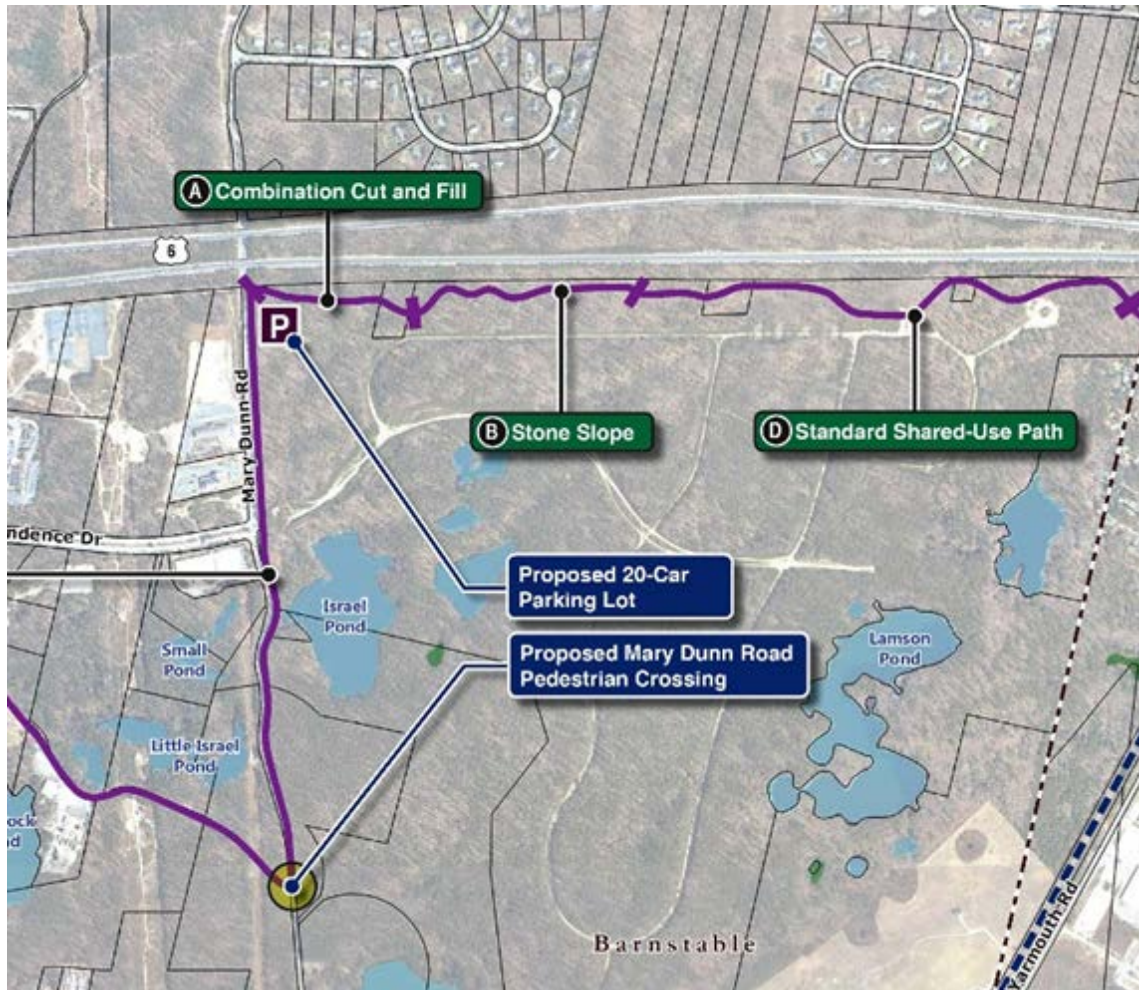 A Combination Cut and Fill
6
P
Mary Dunn Rd
B Stone Slope
D Standard Shared-Use Path
ndence Dr
Proposed 20-Car
Parking Lot
Israel
Pond
Small
Pond
Lamson
Pond
Proposed Mary Dunn Road
Pedestrian Crossing
Little Israel
Pond
ock
Barnstable
Yarmouth Rd